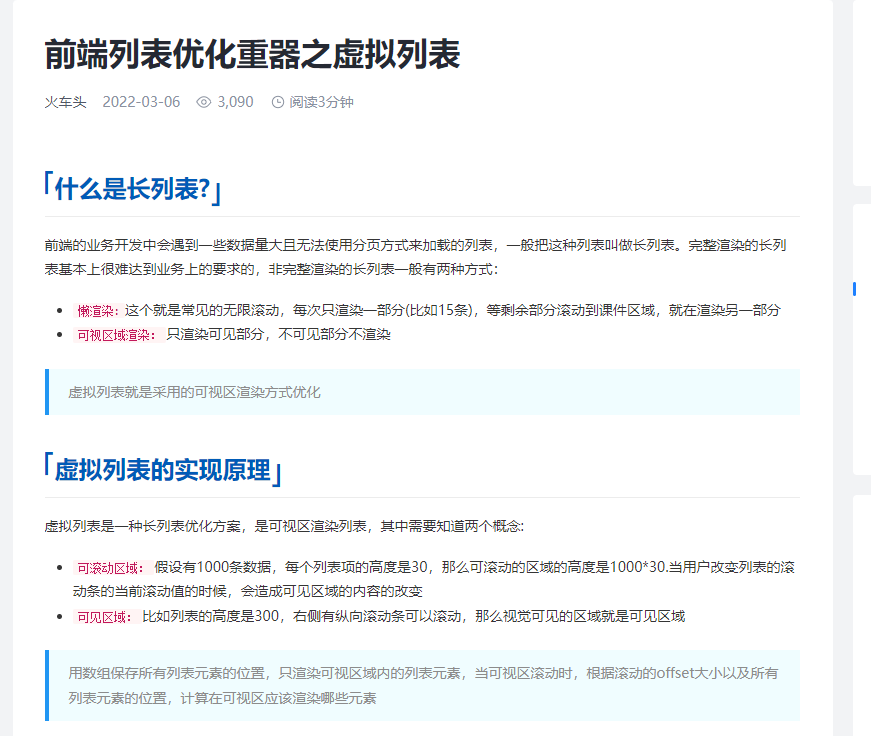 前端列表优化重器之虚拟列表
火车头 2022-03-06 3,090 阅读3分钟
「什么是长列表?」
前端的业务开发中会遇到一些数据量大且无法使用分页方式来加载的列表，一般把这种列表叫做长列表。完整渲染的长列
表基本上很难达到业务上的要求的，非完整渲染的长列表一般有两种方式：
• 懒渲染：这个就是常见的无限滚动，每次只渲染一部分(比如15条)，等剩余部分滚动到课件区域，就在渲染另一部分
• 可视区域渲染： 只渲染可见部分，不可见部分不渲染
虚拟列表就是采用的可视区渲染方式优化
「虚拟列表的实现原理」
虚拟列表是一种长列表优化方案，是可视区渲染列表，其中需要知道两个概念:
• 可滚动区域： 假设有1000条数据，每个列表项的高度是30，那么可滚动的区域的高度是1000*30.当用户改变列表的滚
动条的当前滚动值的时候，会造成可见区域的内容的改变
• 可见区域： 比如列表的高度是300，右侧有纵向滚动条可以滚动，那么视觉可见的区域就是可见区域
用数组保存所有列表元素的位置，只渲染可视区域内的列表元素，当可视区滚动时，根据滚动的offset大小以及所有
列表元素的位置，计算在可视区应该渲染哪些元素